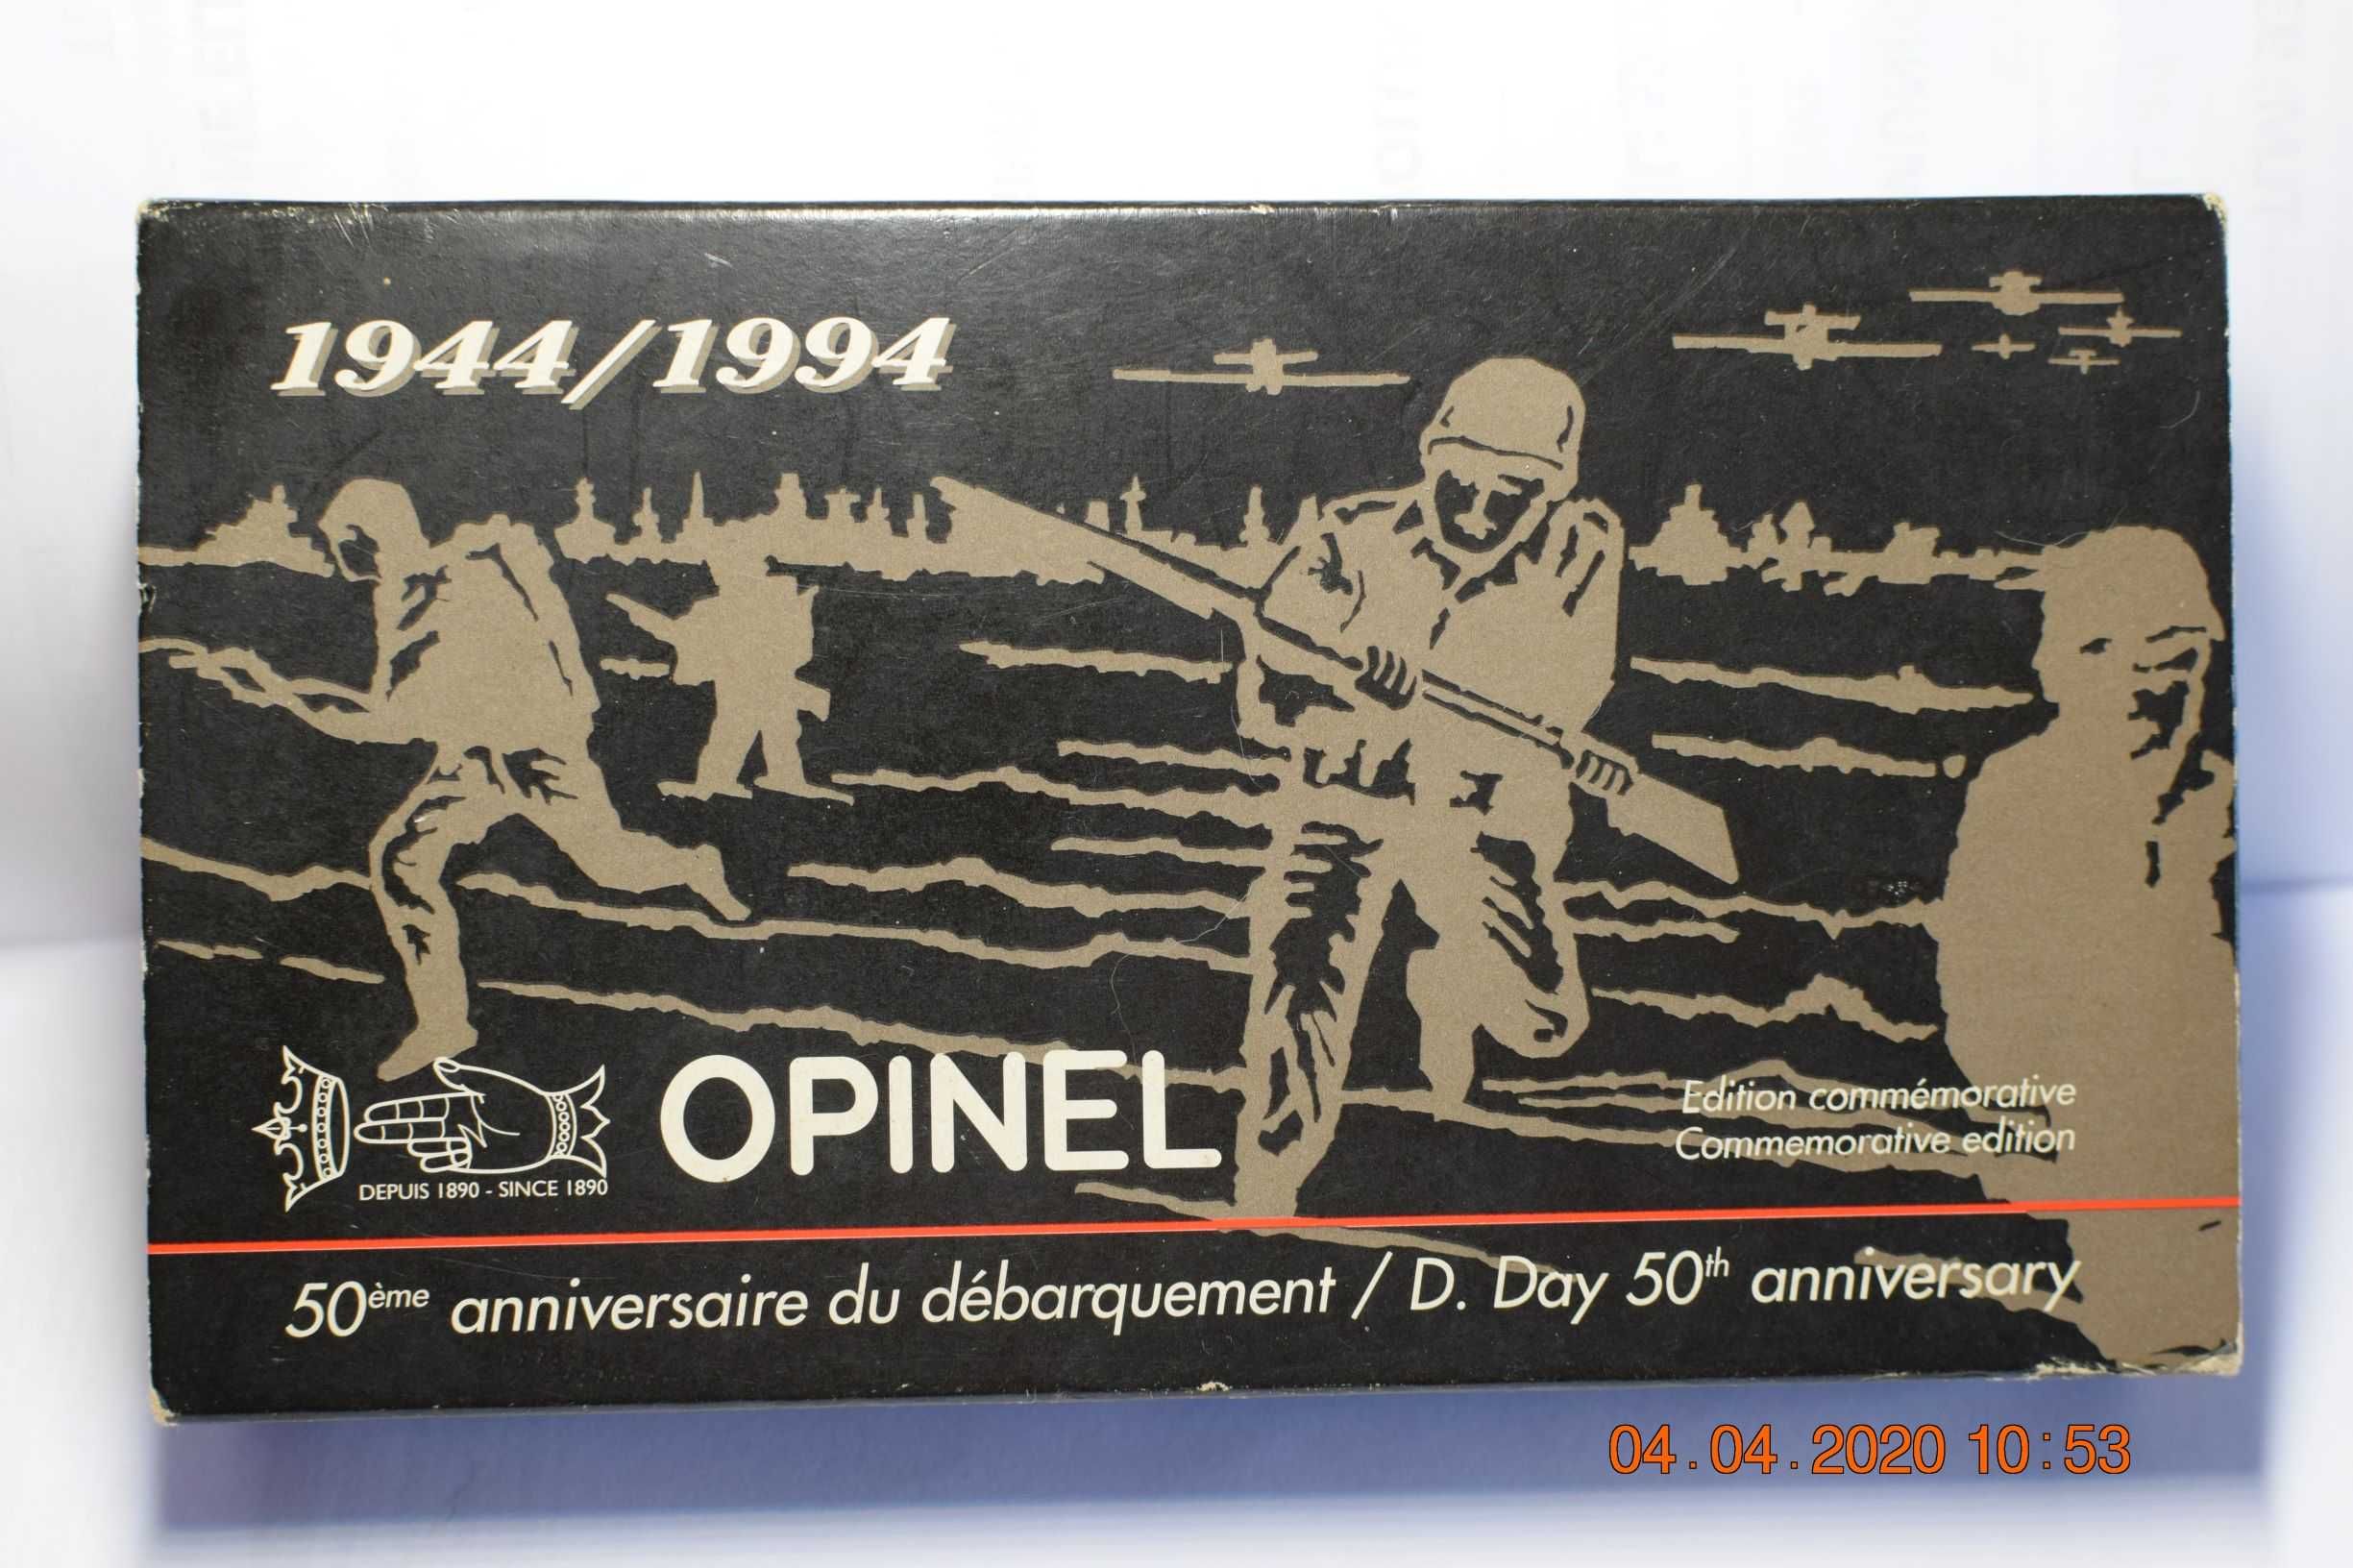 1944/1994
OPINEL
DEPUIS 1890 - SINCE 1890
Edition commémorative
Commemorative edition
50ème anniversaire du débarquement / D. Day 50th anniversary
04.04.2020 10:53